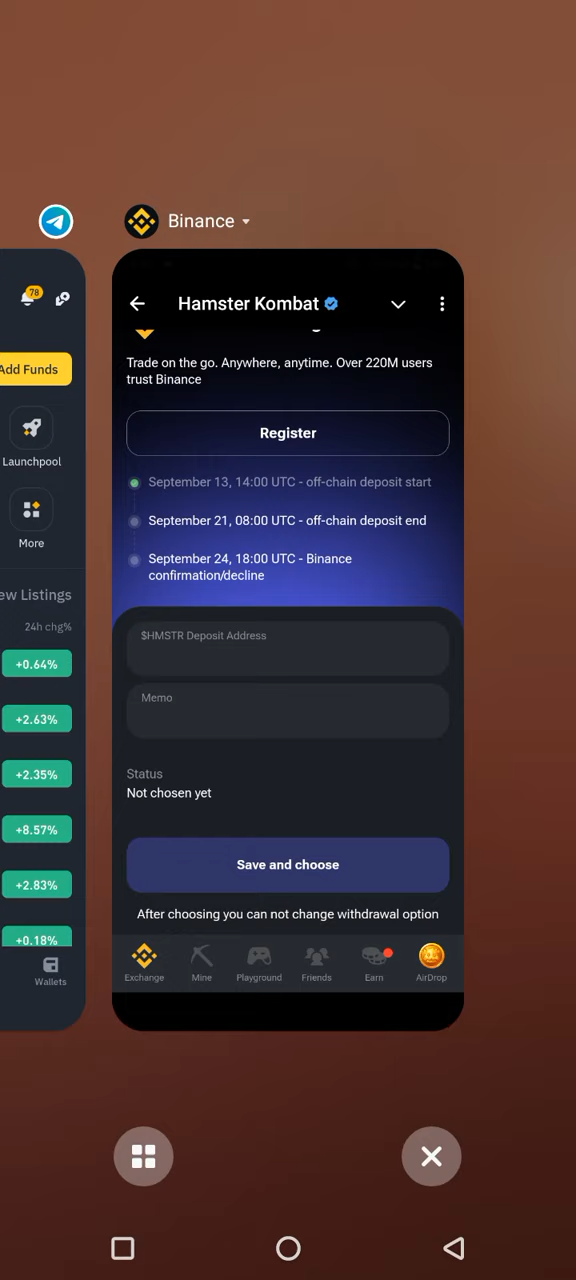 Binance
78
Hamster Kombat
Add Funds
Trade on the go. Anywhere, anytime. Over 220M users
trust Binance
Launchpool
Register
September 13, 14:00 UTC - off-chain deposit start
More
September 21, 08:00 UTC - off-chain deposit end
September 24, 18:00 UTC - Binance
confirmation/decline
ew Listings
24h chg%
+0.64%
+2.63%
+2.35%
+8.57%
+2.83%
+0.18%
Wallets
$HMSTR Deposit Address
Memo
Status
Not chosen yet
Save and choose
After choosing you can not change withdrawal option
Exchange
Mine
Playground
Friends
Earn
AirDrop